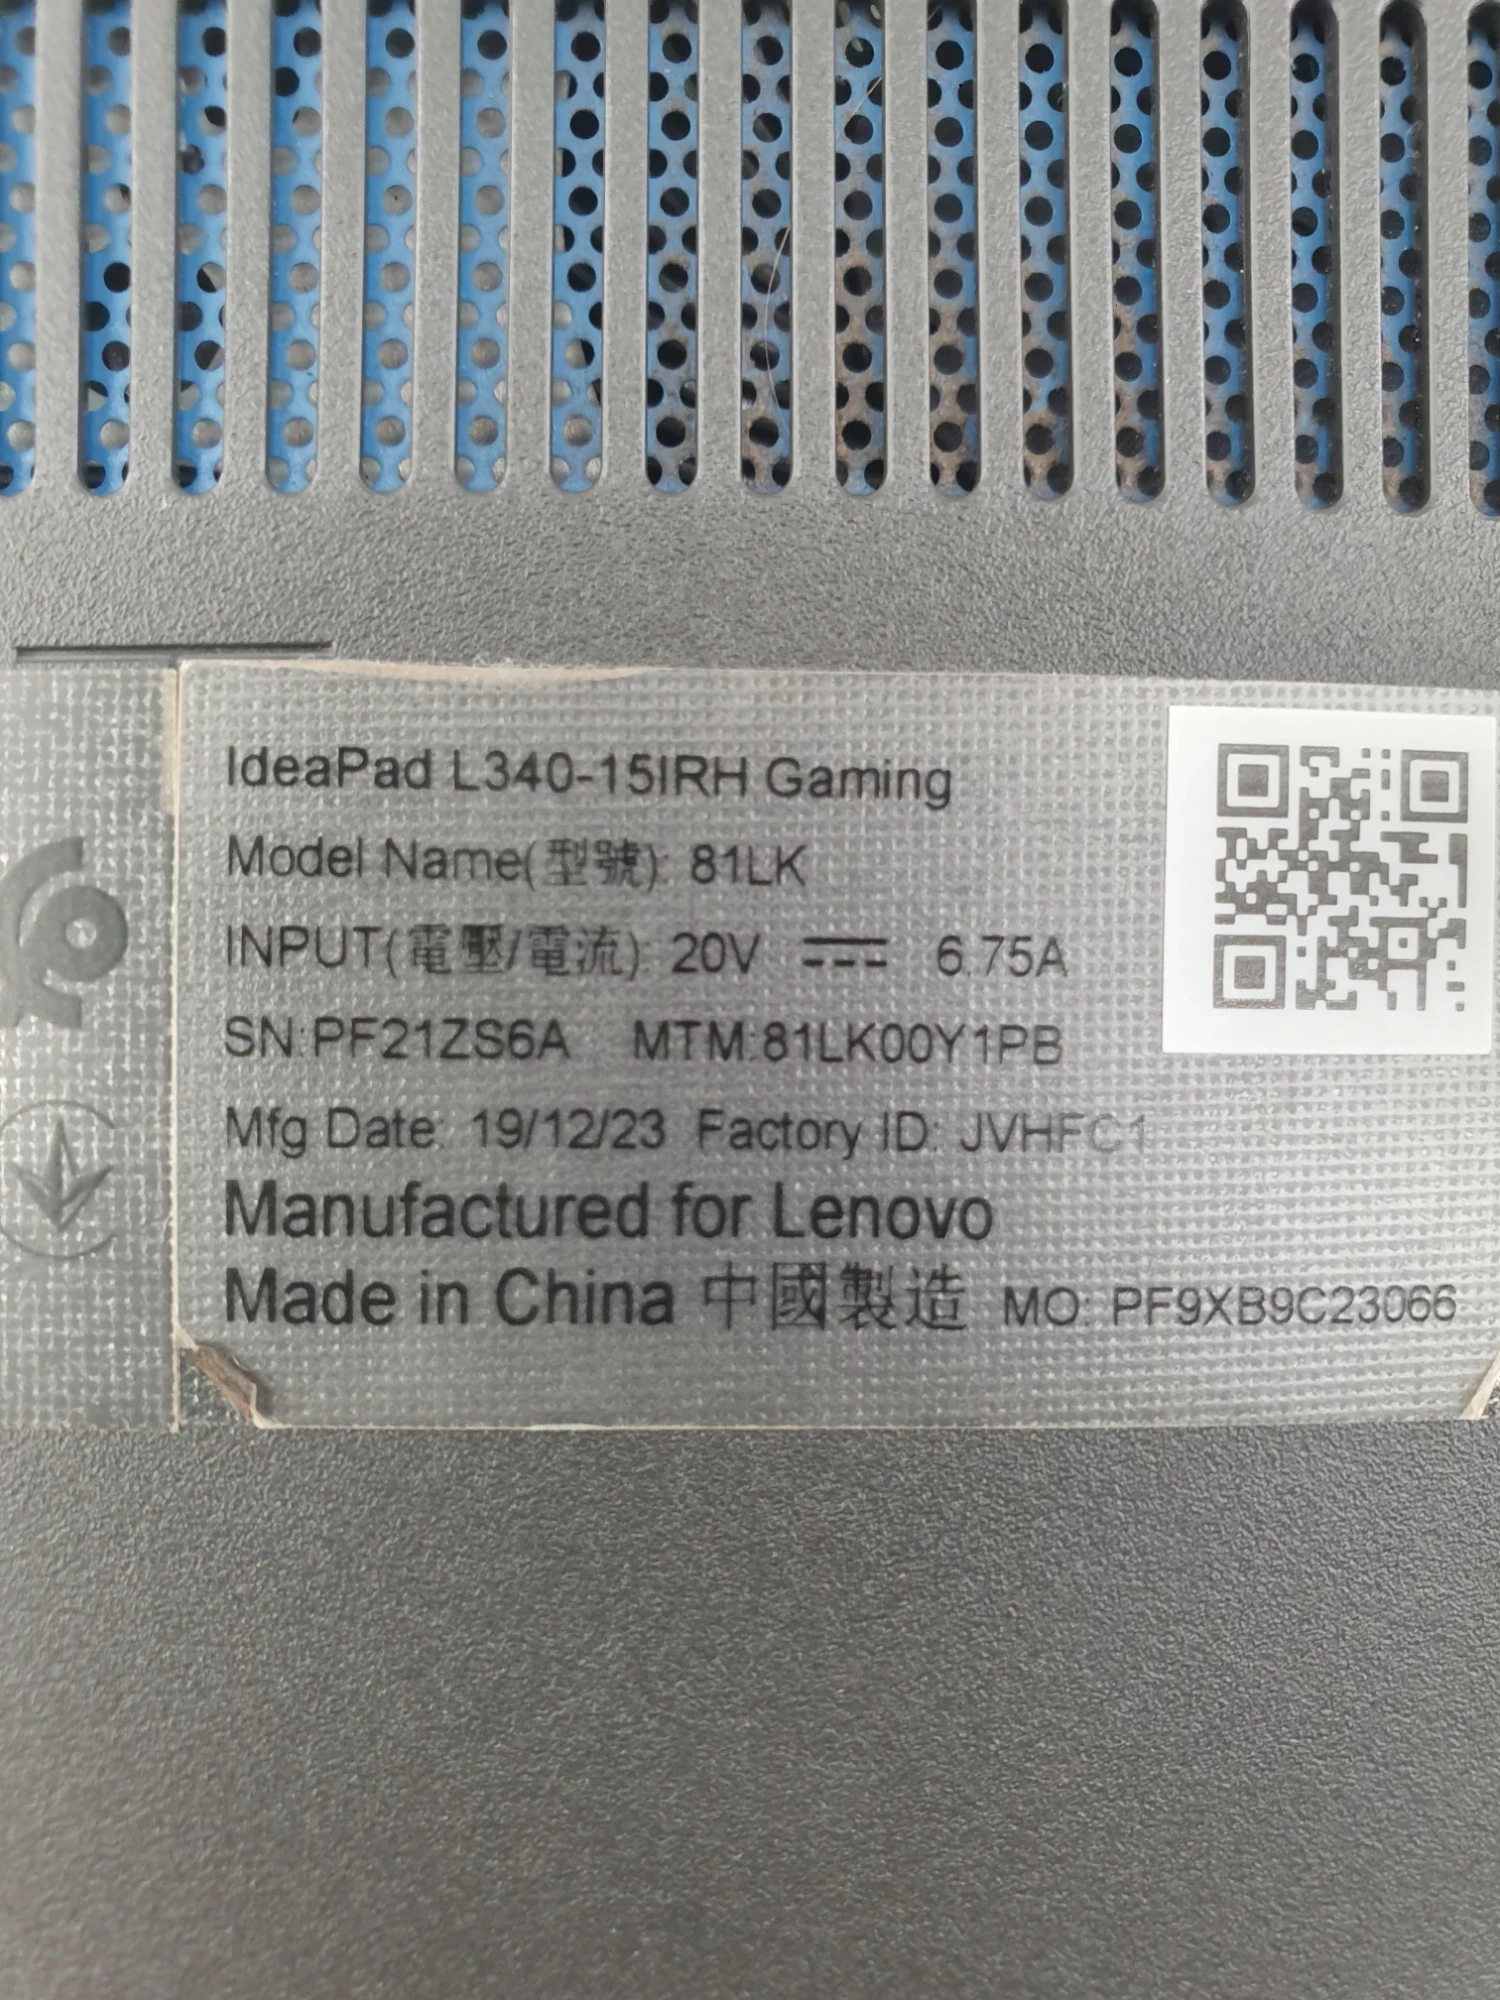 IdeaPad L340-15IRH Gaming
Model Name(型號): 81LK
INPUT(電壓/電流): 20V ⎓ 6.75A
SN:PF21ZS6A MTM:81LK00Y1PB
Mfg Date: 19/12/23 Factory ID: JVHFC1
Manufactured for Lenovo
Made in China 中國製造 MO: PF9XB9C23066